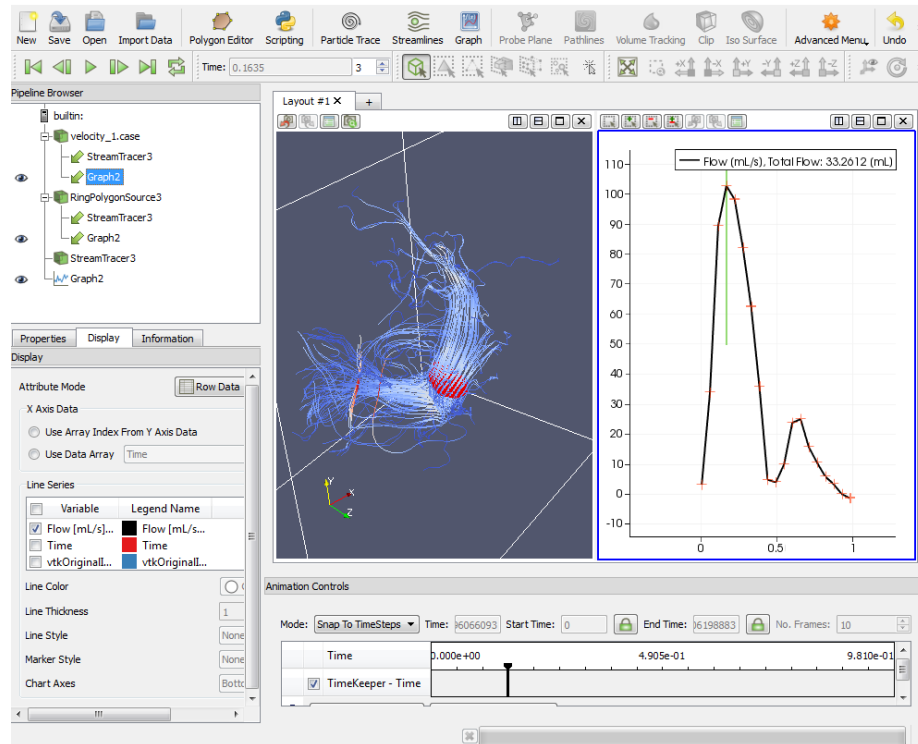 New Save Open Import Data Polygon Editor Scripting Particle Trace Streamlines Graph Probe Plane Pathlines Volume Tracking Clip Iso Surface Advanced Menu Undo
Time: 0.1635 3 +X -X +Y -Y +Z -Z
Pipeline Browser
builtin:
velocity_1.case
StreamTracer3
Graph2
RingPolygonSource3
StreamTracer3
Graph2
StreamTracer3
Graph2
Properties Display Information
Display
Attribute Mode Row Data
X Axis Data
Use Array Index From Y Axis Data
Use Data Array Time
Line Series
Variable Legend Name
Flow [mL/s]... Flow [mL/s...
Time Time
vtkOriginalI... vtkOriginalI...
Line Color
Line Thickness 1
Line Style None
Marker Style None
Chart Axes Botto
Layout #1 X +
Y
X
Z
Flow (mL/s), Total Flow: 33.2612 (mL)
110
100
90
80
70
60
50
40
30
20
10
0
-10
0 0.5 1
Animation Controls
Mode: Snap To TimeSteps Time: 06066093 Start Time: 0 End Time: 06198883 No. Frames: 10
Time 0.000e+00 4.905e-01 9.810e-01
TimeKeeper - Time